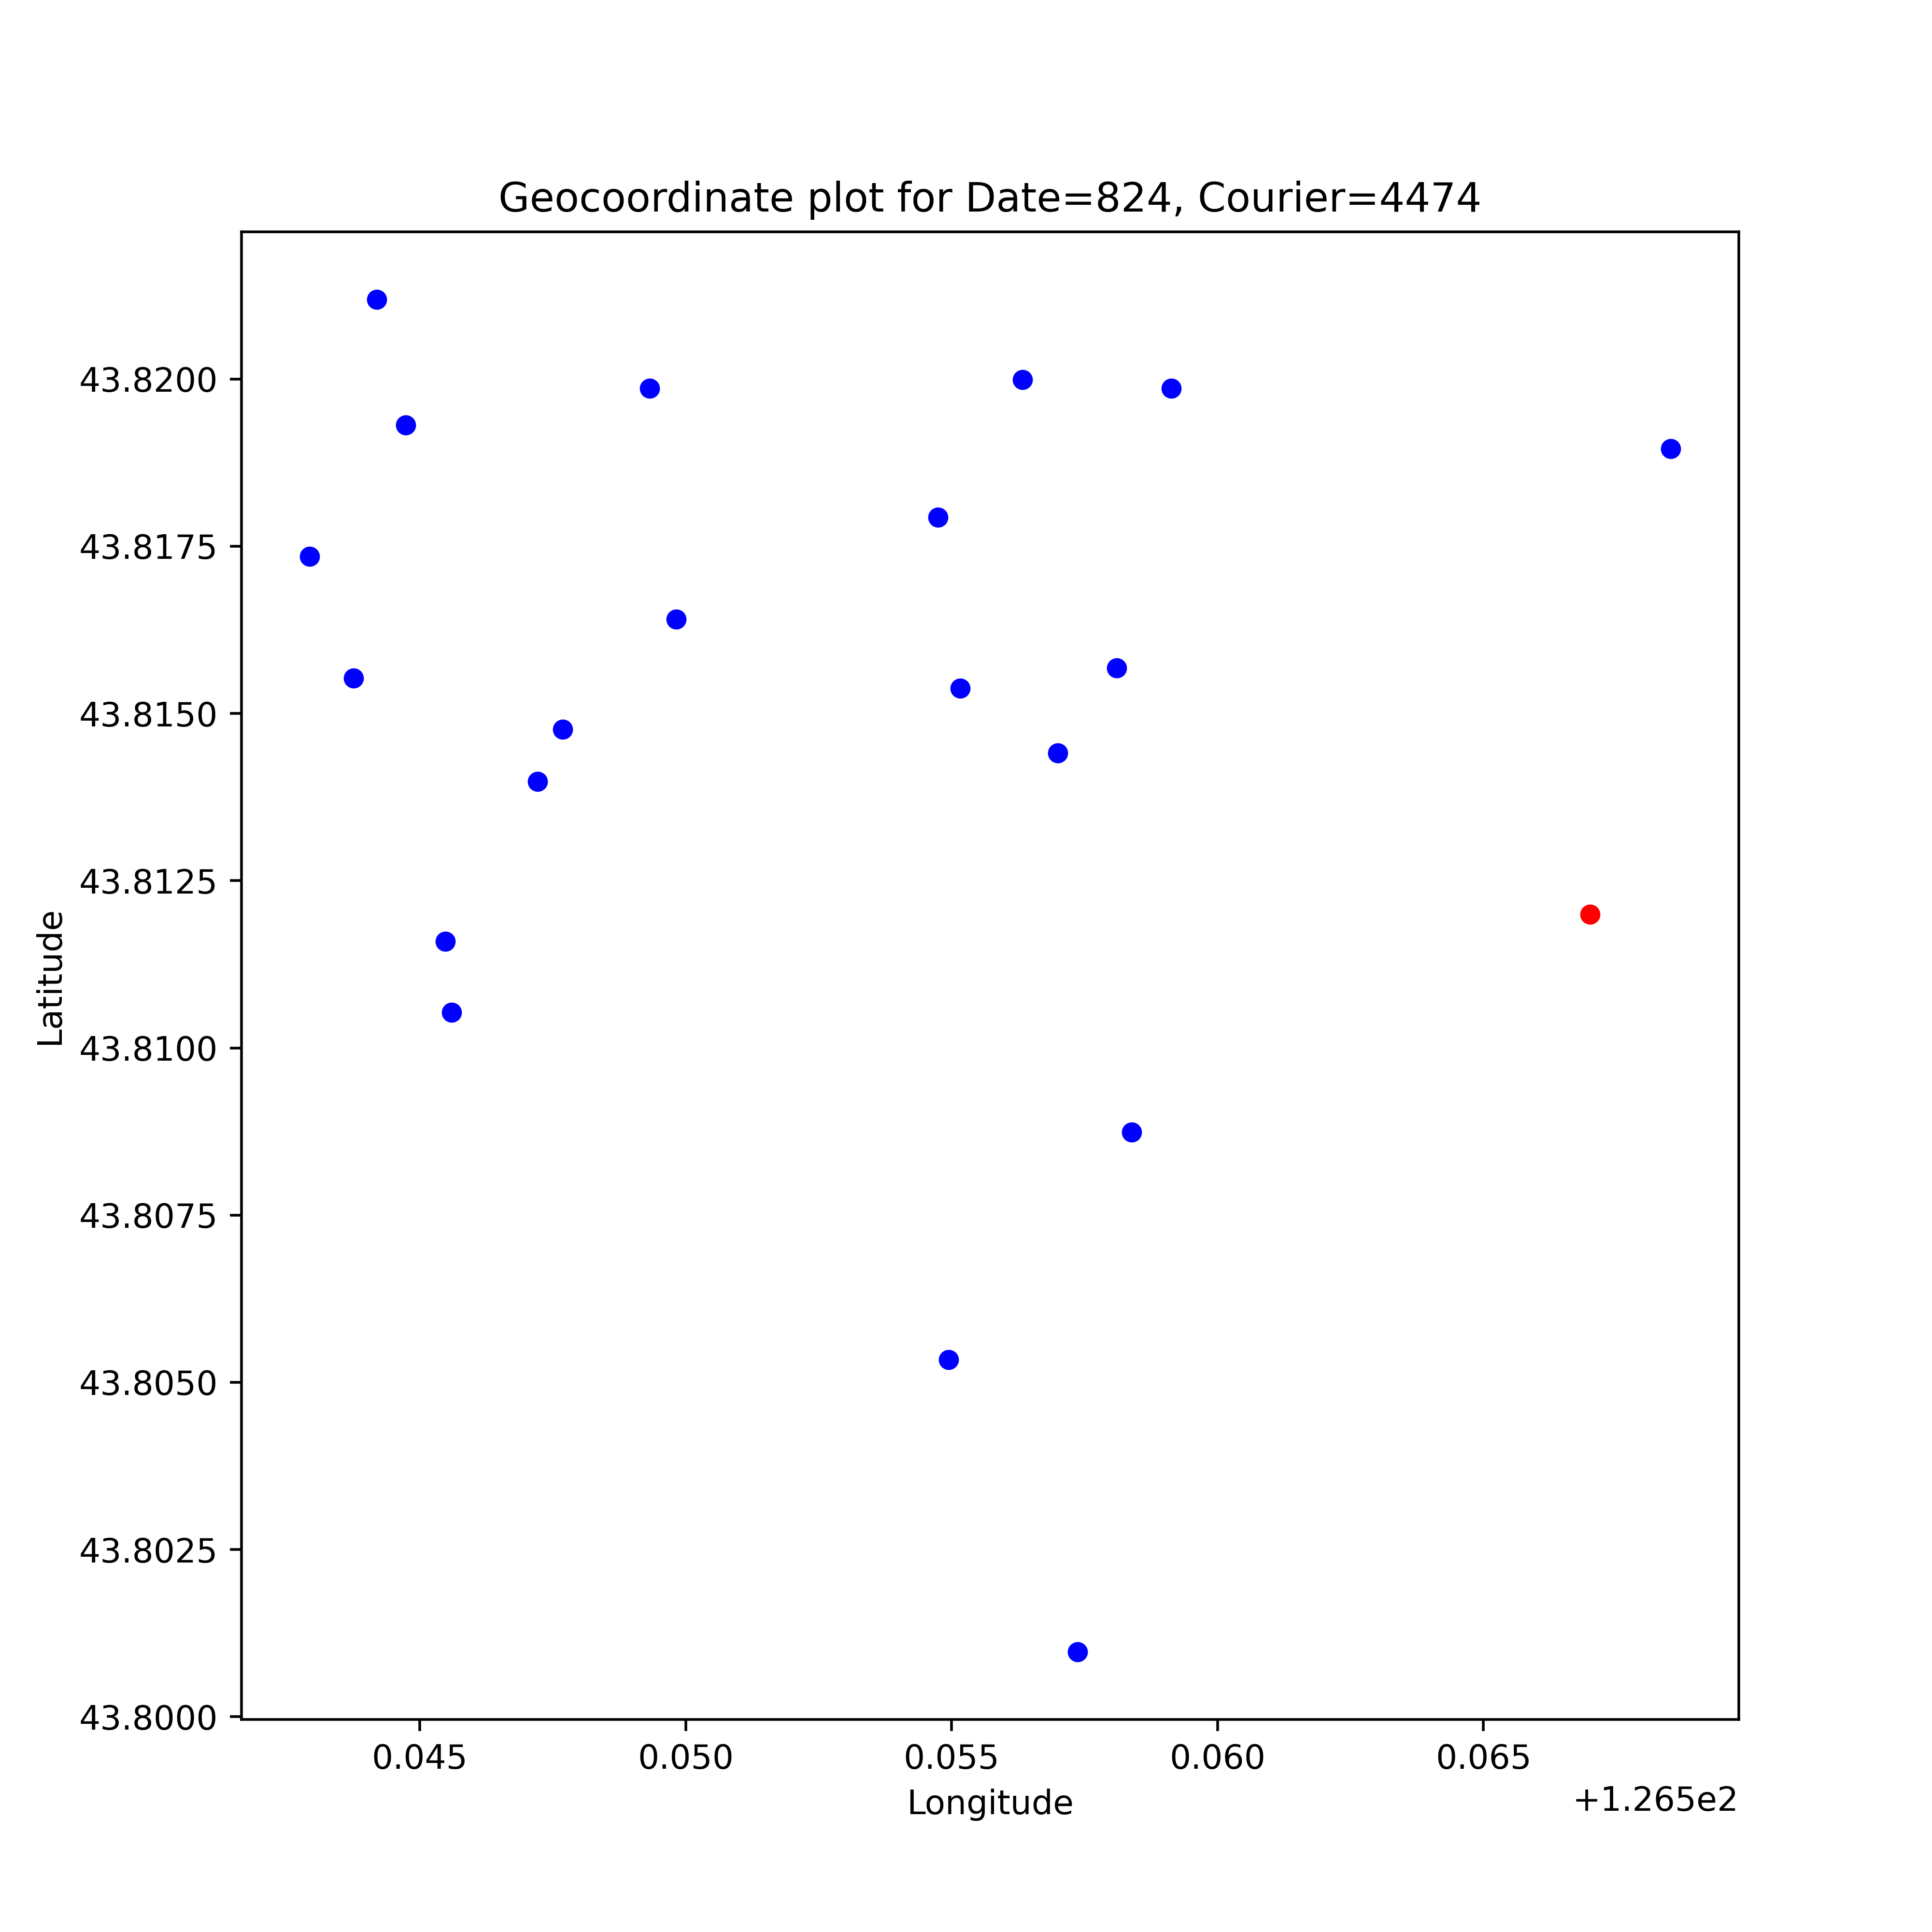 Geocoordinate plot for Date=824, Courier=4474
43.8200
43.8175
43.8150
43.8125
43.8100
43.8075
43.8050
43.8025
43.8000
Latitude
0.045 0.050 0.055 0.060 0.065
Longitude
+1.265e2